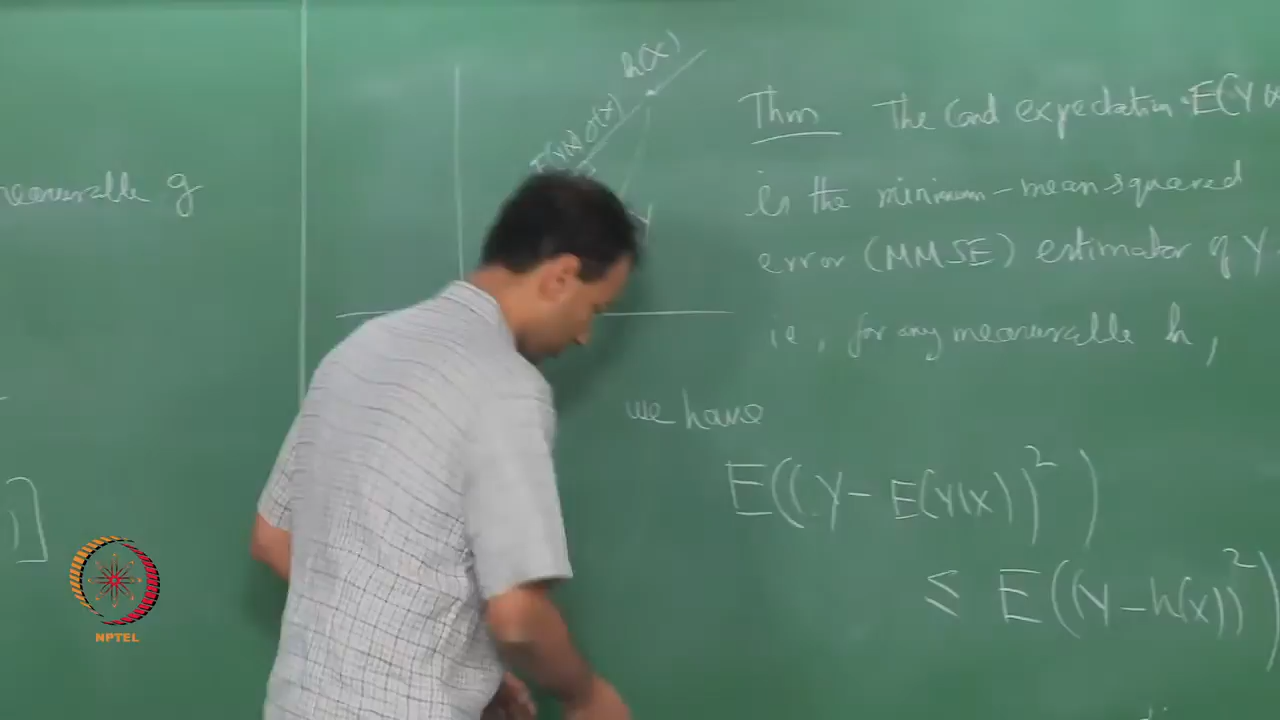 measurable g
)]
h(X)
E(Y|X) σ(X)
Y
Thm The Cond expectation E(Y|X
is the minimum-mean squared
error (MMSE) estimator of Y
ie, for any measurable h,
we have
E((Y - E(Y|X))²)
≤ E((Y - h(X))²)
NPTEL